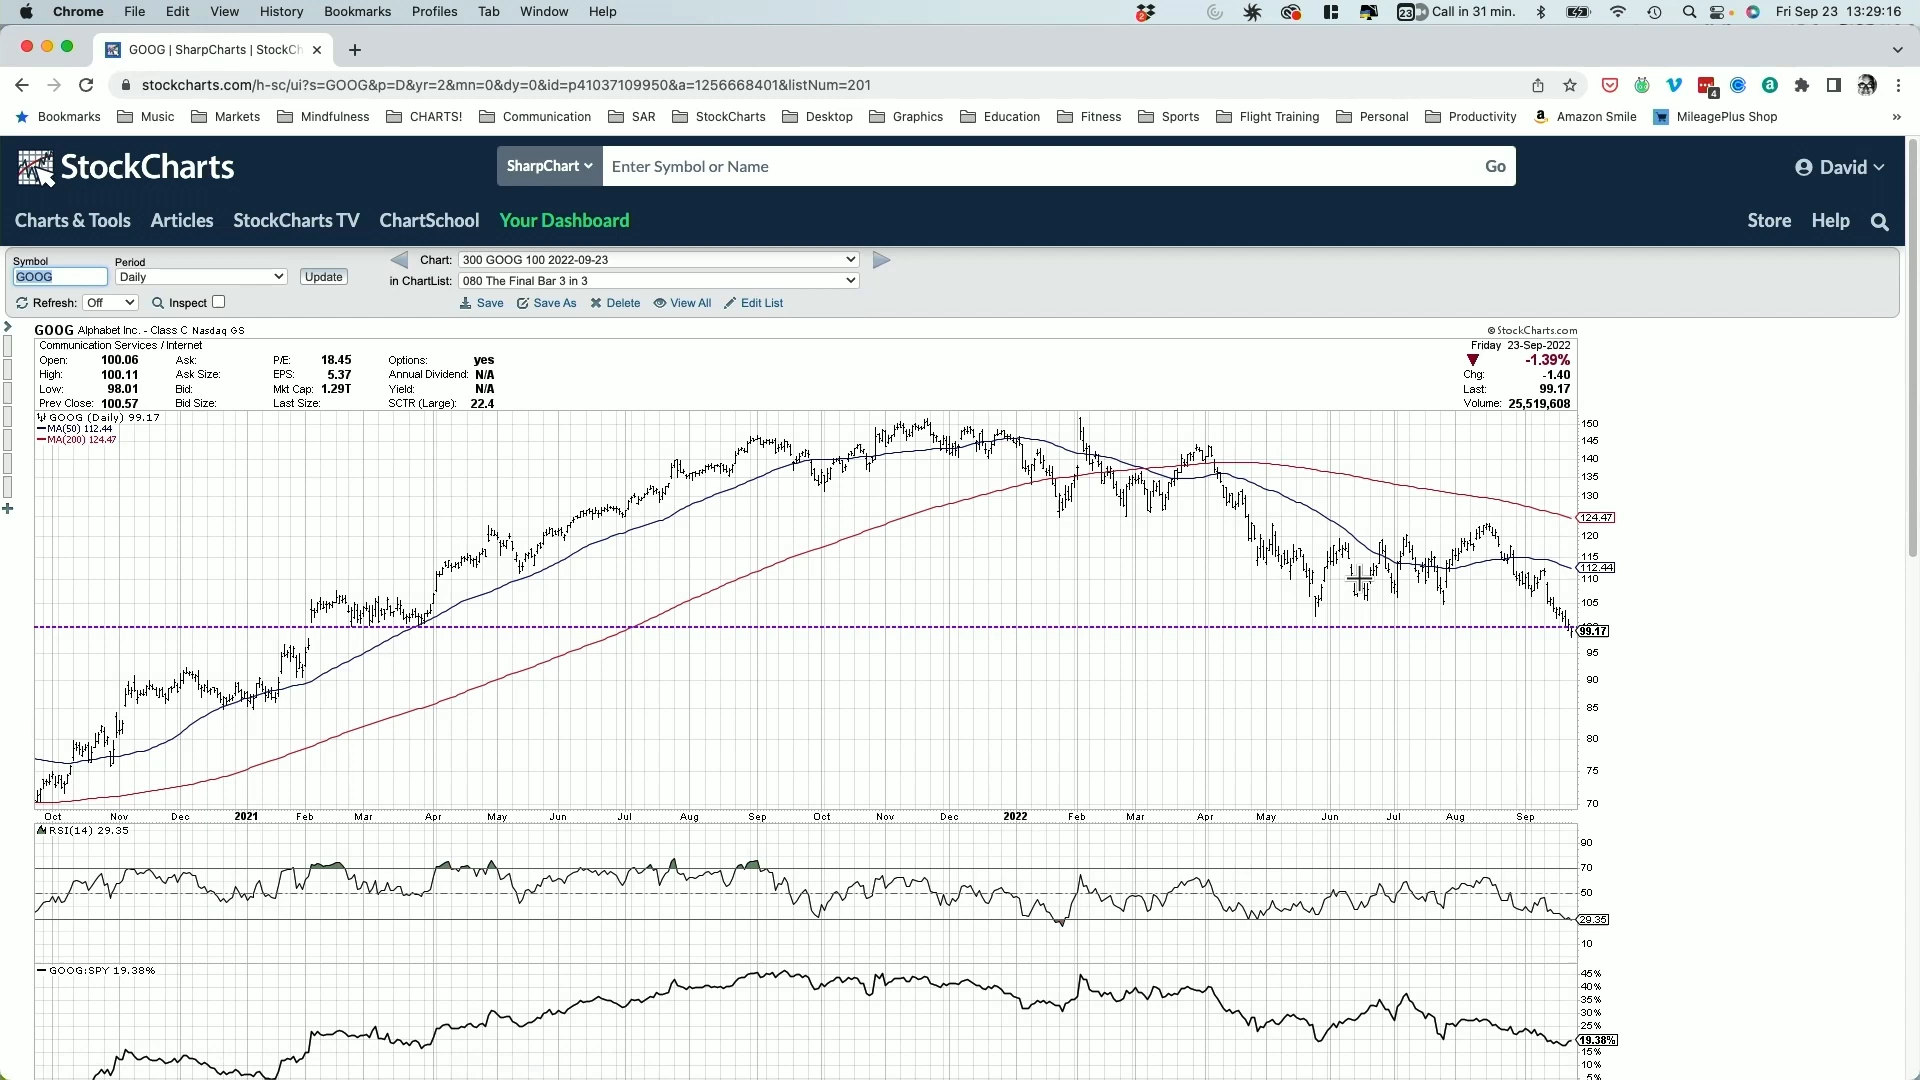 Chrome File Edit View History Bookmarks Profiles Tab Window Help 2 23 Call in 31 min. Fri Sep 23 13:29:16
GOOG | SharpCharts | StockCh
stockcharts.com/h-sc/ui?s=GOOG&p=D&yr=2&mn=0&dy=0&id=p41037109950&a=1256668401&listNum=201 4
Bookmarks Music Markets Mindfulness CHARTS! Communication SAR StockCharts Desktop Graphics Education Fitness Sports Flight Training Personal Productivity Amazon Smile MileagePlus Shop »
StockCharts SharpChart Enter Symbol or Name Go David
Charts & Tools Articles StockCharts TV ChartSchool Your Dashboard Store Help
Symbol Period Chart: 300 GOOG 100 2022-09-23
GOOG Daily Update in ChartList: 080 The Final Bar 3 in 3
Refresh: Off Inspect Save Save As Delete View All Edit List
GOOG Alphabet Inc. - Class C Nasdaq GS ©StockCharts.com
Communication Services / Internet Friday 23-Sep-2022
Open: 100.06 Ask: P/E: 18.45 Options: yes -1.39%
High: 100.11 Ask Size: EPS: 5.37 Annual Dividend: N/A Chg: -1.40
Low: 98.01 Bid: Mkt Cap: 1.29T Yield: N/A Last: 99.17
Prev Close: 100.57 Bid Size: Last Size: SCTR (Large): 22.4 Volume: 25,519,608
GOOG (Daily) 99.17
MA(50) 112.44
MA(200) 124.47
150
145
140
135
130
124.47
120
115
112.44
110
105
99.17
95
90
85
80
75
70
Oct Nov Dec 2021 Feb Mar Apr May Jun Jul Aug Sep Oct Nov Dec 2022 Feb Mar Apr May Jun Jul Aug Sep
RSI(14) 29.35
90
70
50
29.35
10
GOOG:SPY 19.38%
45%
40%
35%
30%
25%
19.38%
15%
10%
5%